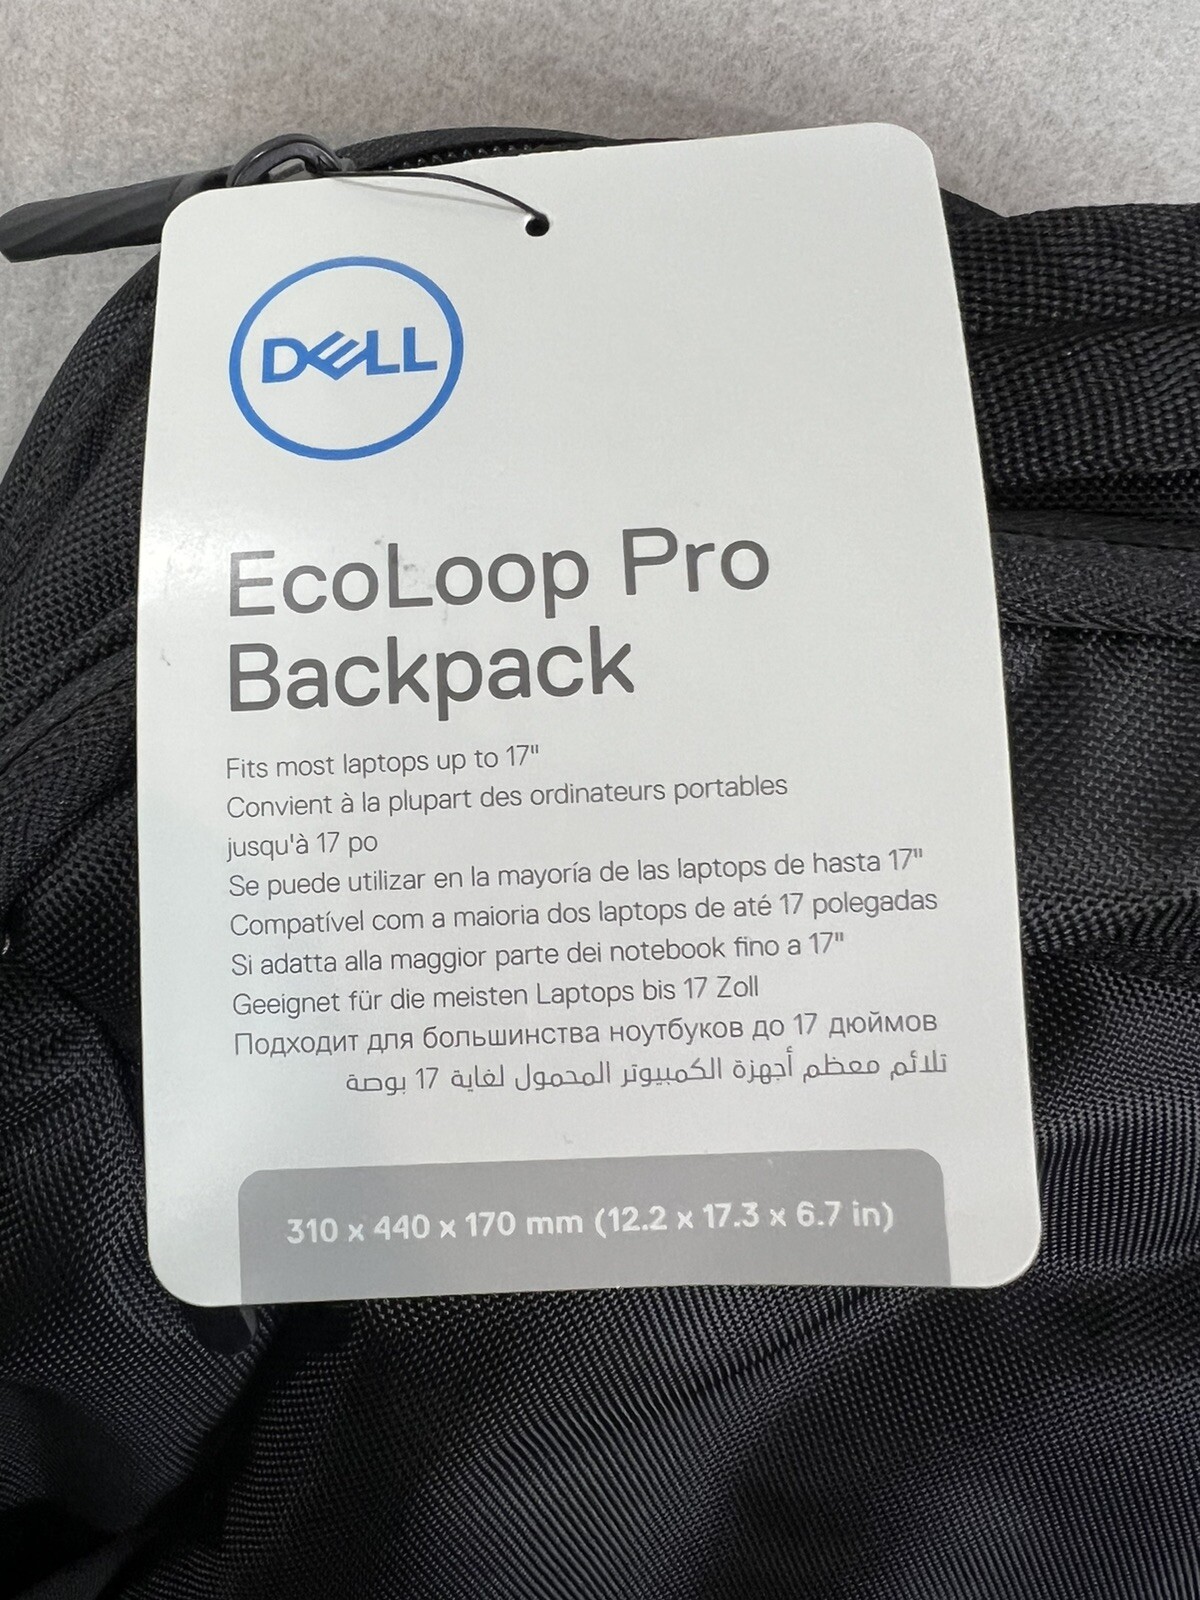 DELL
EcoLoop Pro
Backpack
Fits most laptops up to 17"
Convient à la plupart des ordinateurs portables
jusqu'à 17 po
Se puede utilizar en la mayoría de las laptops de hasta 17"
Compatível com a maioria dos laptops de até 17 polegadas
Si adatta alla maggior parte dei notebook fino a 17"
Geeignet für die meisten Laptops bis 17 Zoll
Подходит для большинства ноутбуков до 17 дюймов
تلائم معظم أجهزة الكمبيوتر المحمول لغاية 17 بوصة
310 x 440 x 170 mm (12.2 x 17.3 x 6.7 in)